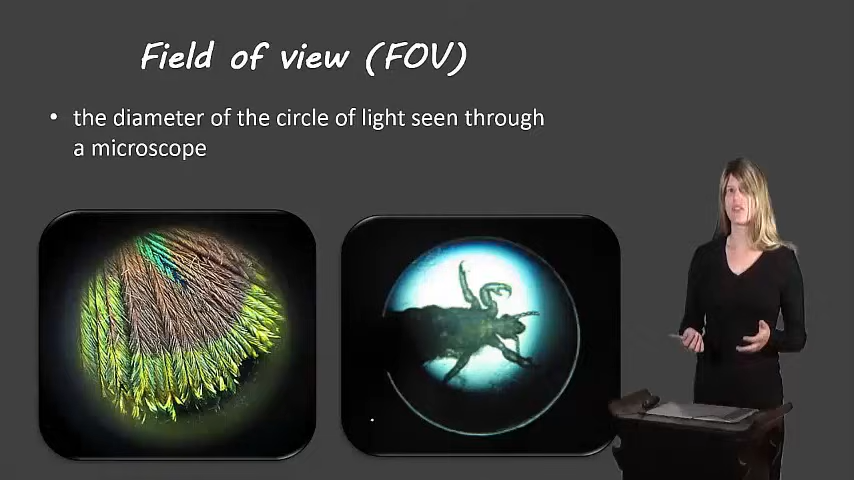 Field of view (FOV)
• the diameter of the circle of light seen through
a microscope